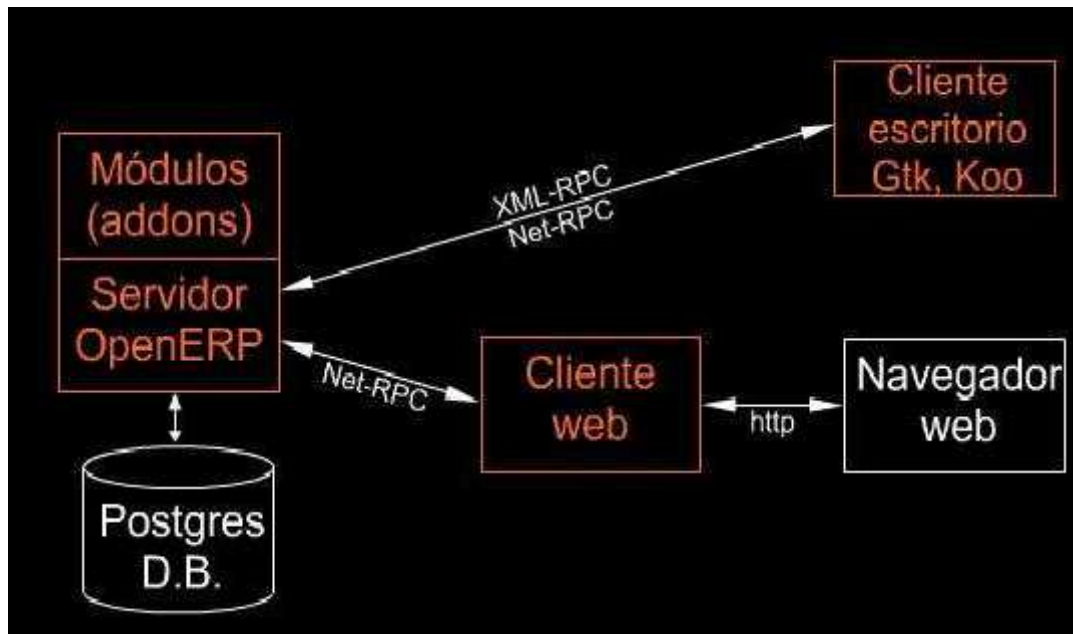 Módulos
(addons)
Servidor
OpenERP
Postgres
D.B.
XML-RPC
Net-RPC
Cliente
escritorio
Gtk, Koo
Net-RPC
Cliente
web
http
Navegador
web